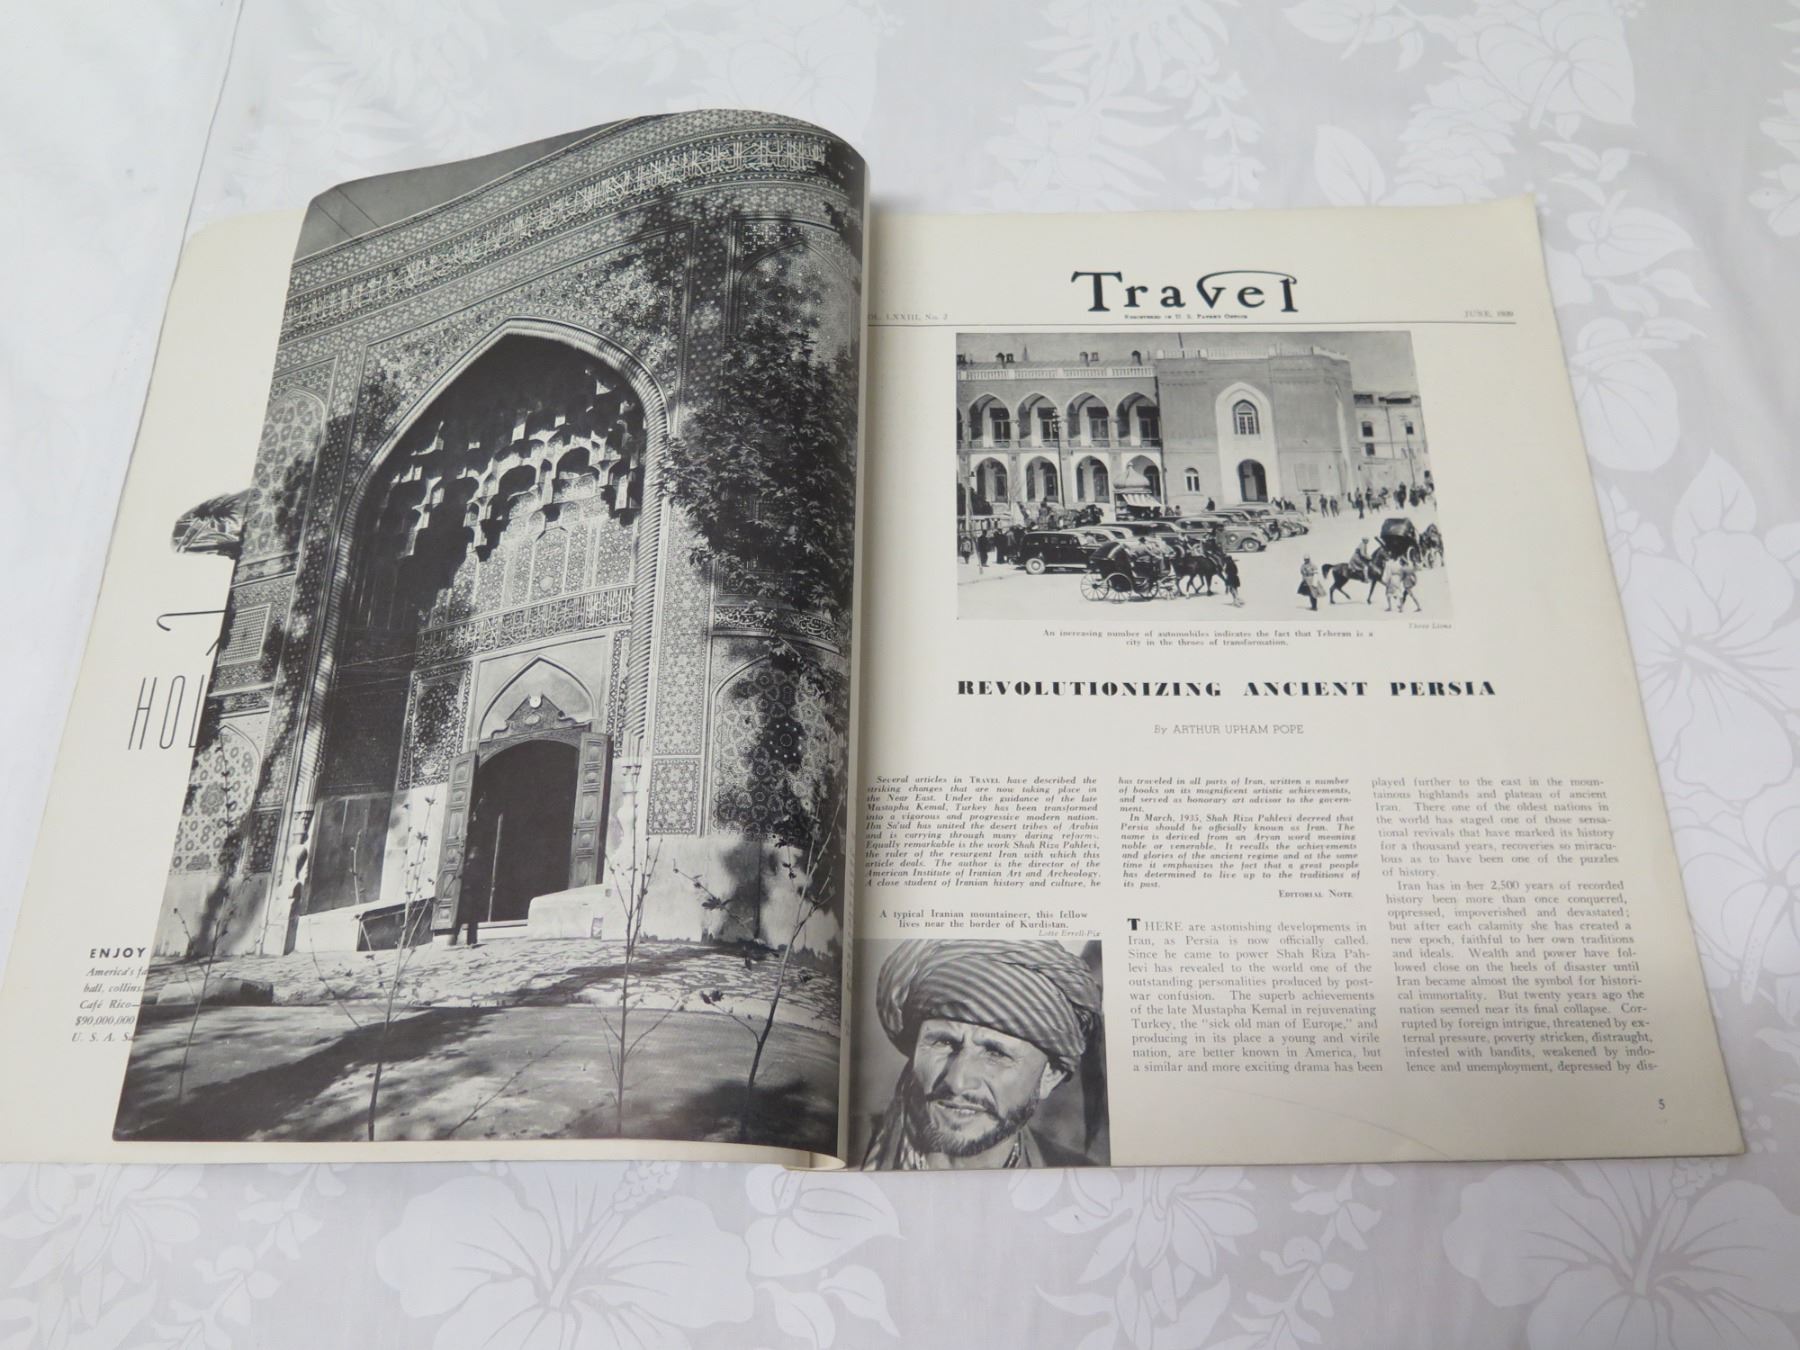 HOL
ENJOY
America's fa
ball, collins
Café Rico—
$90,000,000
U. S. A. Sa
OL. LXXIII, No. 2
Travel
REGISTERED IN U. S. PATENT OFFICE
JUNE, 1939
Three Lions
An increasing number of automobiles indicates the fact that Teheran is a
city in the throes of transformation.
REVOLUTIONIZING ANCIENT PERSIA
By ARTHUR UPHAM POPE
Several articles in TRAVEL have described the
striking changes that are now taking place in
the Near East. Under the guidance of the late
Mustapha Kemal, Turkey has been transformed
into a vigorous and progressive modern nation.
Ibn Sa'ud has united the desert tribes of Arabia
and is carrying through many daring reforms.
Equally remarkable is the work Shah Riza Pahlevi,
the ruler of the resurgent Iran with which this
article deals. The author is the director of the
American Institute of Iranian Art and Archeology.
A close student of Iranian history and culture, he
A typical Iranian mountaineer, this fellow
lives near the border of Kurdistan.
Lotte Errell-Pix
has traveled in all parts of Iran, written a number
of books on its magnificent artistic achievements,
and served as honorary art advisor to the govern-
ment.
In March, 1935, Shah Riza Pahlevi decreed that
Persia should be officially known as Iran. The
name is derived from an Aryan word meaning
noble or venerable. It recalls the achievements
and glories of the ancient regime and at the same
time it emphasizes the fact that a great people
has determined to live up to the traditions of
its past.
EDITORIAL NOTE
THERE are astonishing developments in
Iran, as Persia is now officially called.
Since he came to power Shah Riza Pah-
levi has revealed to the world one of the
outstanding personalities produced by post-
war confusion. The superb achievements
of the late Mustapha Kemal in rejuvenating
Turkey, the "sick old man of Europe," and
producing in its place a young and virile
nation, are better known in America, but
a similar and more exciting drama has been
played further to the east in the moun-
tainous highlands and plateau of ancient
Iran. There one of the oldest nations in
the world has staged one of those sensa-
tional revivals that have marked its history
for a thousand years, recoveries so miracu-
lous as to have been one of the puzzles
of history.
Iran has in her 2,500 years of recorded
history been more than once conquered,
oppressed, impoverished and devastated;
but after each calamity she has created a
new epoch, faithful to her own traditions
and ideals. Wealth and power have fol-
lowed close on the heels of disaster until
Iran became almost the symbol for histori-
cal immortality. But twenty years ago the
nation seemed near its final collapse. Cor-
rupted by foreign intrigue, threatened by ex-
ternal pressure, poverty stricken, distraught,
infested with bandits, weakened by indo-
lence and unemployment, depressed by dis-
5